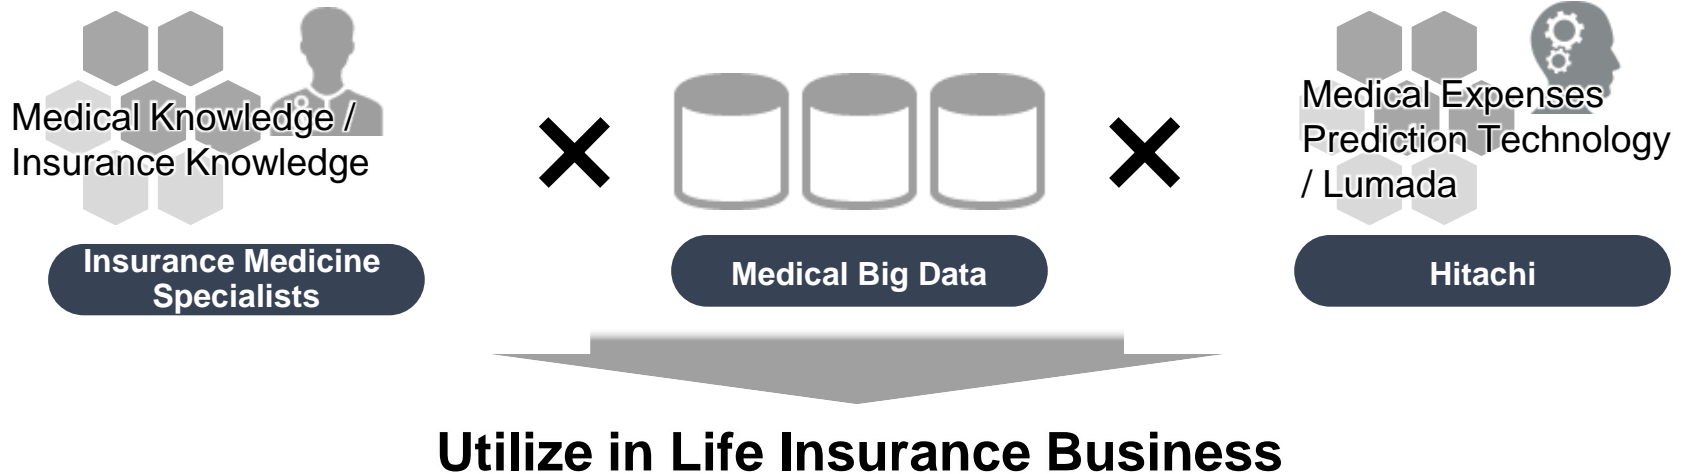 Medical Knowledge /
Insurance Knowledge
Insurance Medicine
Specialists
Medical Big Data
Medical Expenses
Prediction Technology
/ Lumada
Hitachi
Utilize in Life Insurance Business